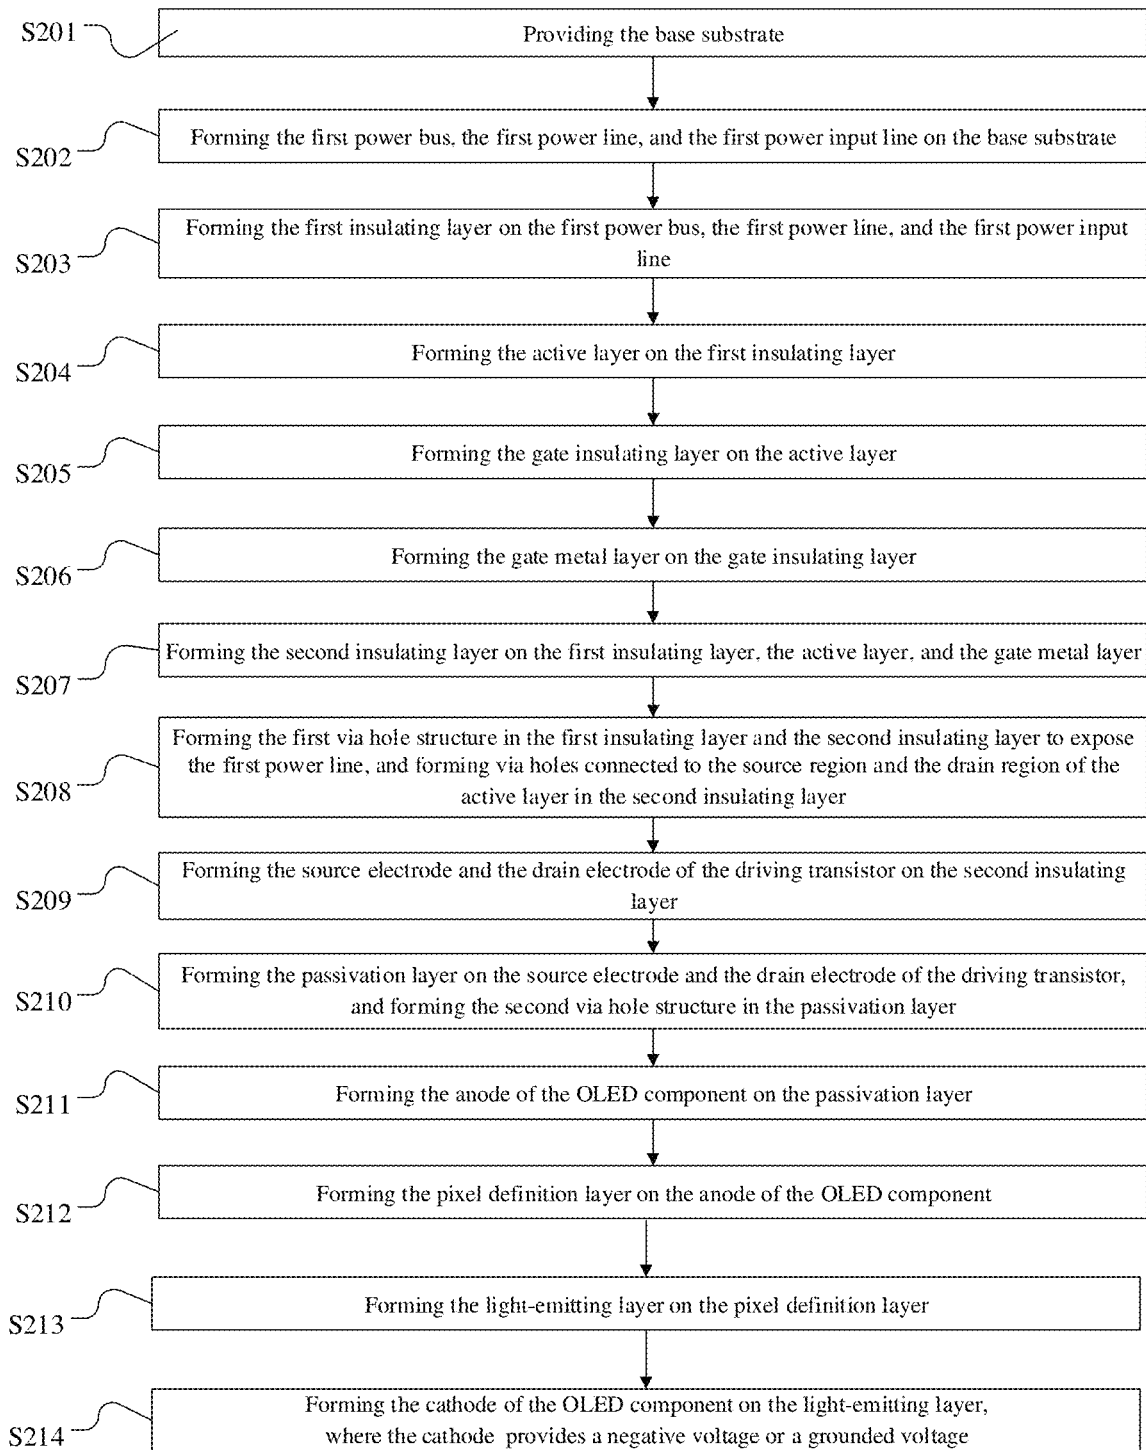 S201
Providing the base substrate
S202
Forming the first power bus, the first power line, and the first power input line on the base substrate
S203
Forming the first insulating layer on the first power bus, the first power line, and the first power input
line
S204
Forming the active layer on the first insulating layer
S205
Forming the gate insulating layer on the active layer
S206
Forming the gate metal layer on the gate insulating layer
S207
Forming the second insulating layer on the first insulating layer, the active layer, and the gate metal layer
S208
Forming the first via hole structure in the first insulating layer and the second insulating layer to expose
the first power line, and forming via holes connected to the source region and the drain region of the
active layer in the second insulating layer
S209
Forming the source electrode and the drain electrode of the driving transistor on the second insulating
layer
S210
Forming the passivation layer on the source electrode and the drain electrode of the driving transistor,
and forming the second via hole structure in the passivation layer
S211
Forming the anode of the OLED component on the passivation layer
S212
Forming the pixel definition layer on the anode of the OLED component
S213
Forming the light-emitting layer on the pixel definition layer
S214
Forming the cathode of the OLED component on the light-emitting layer,
where the cathode provides a negative voltage or a grounded voltage